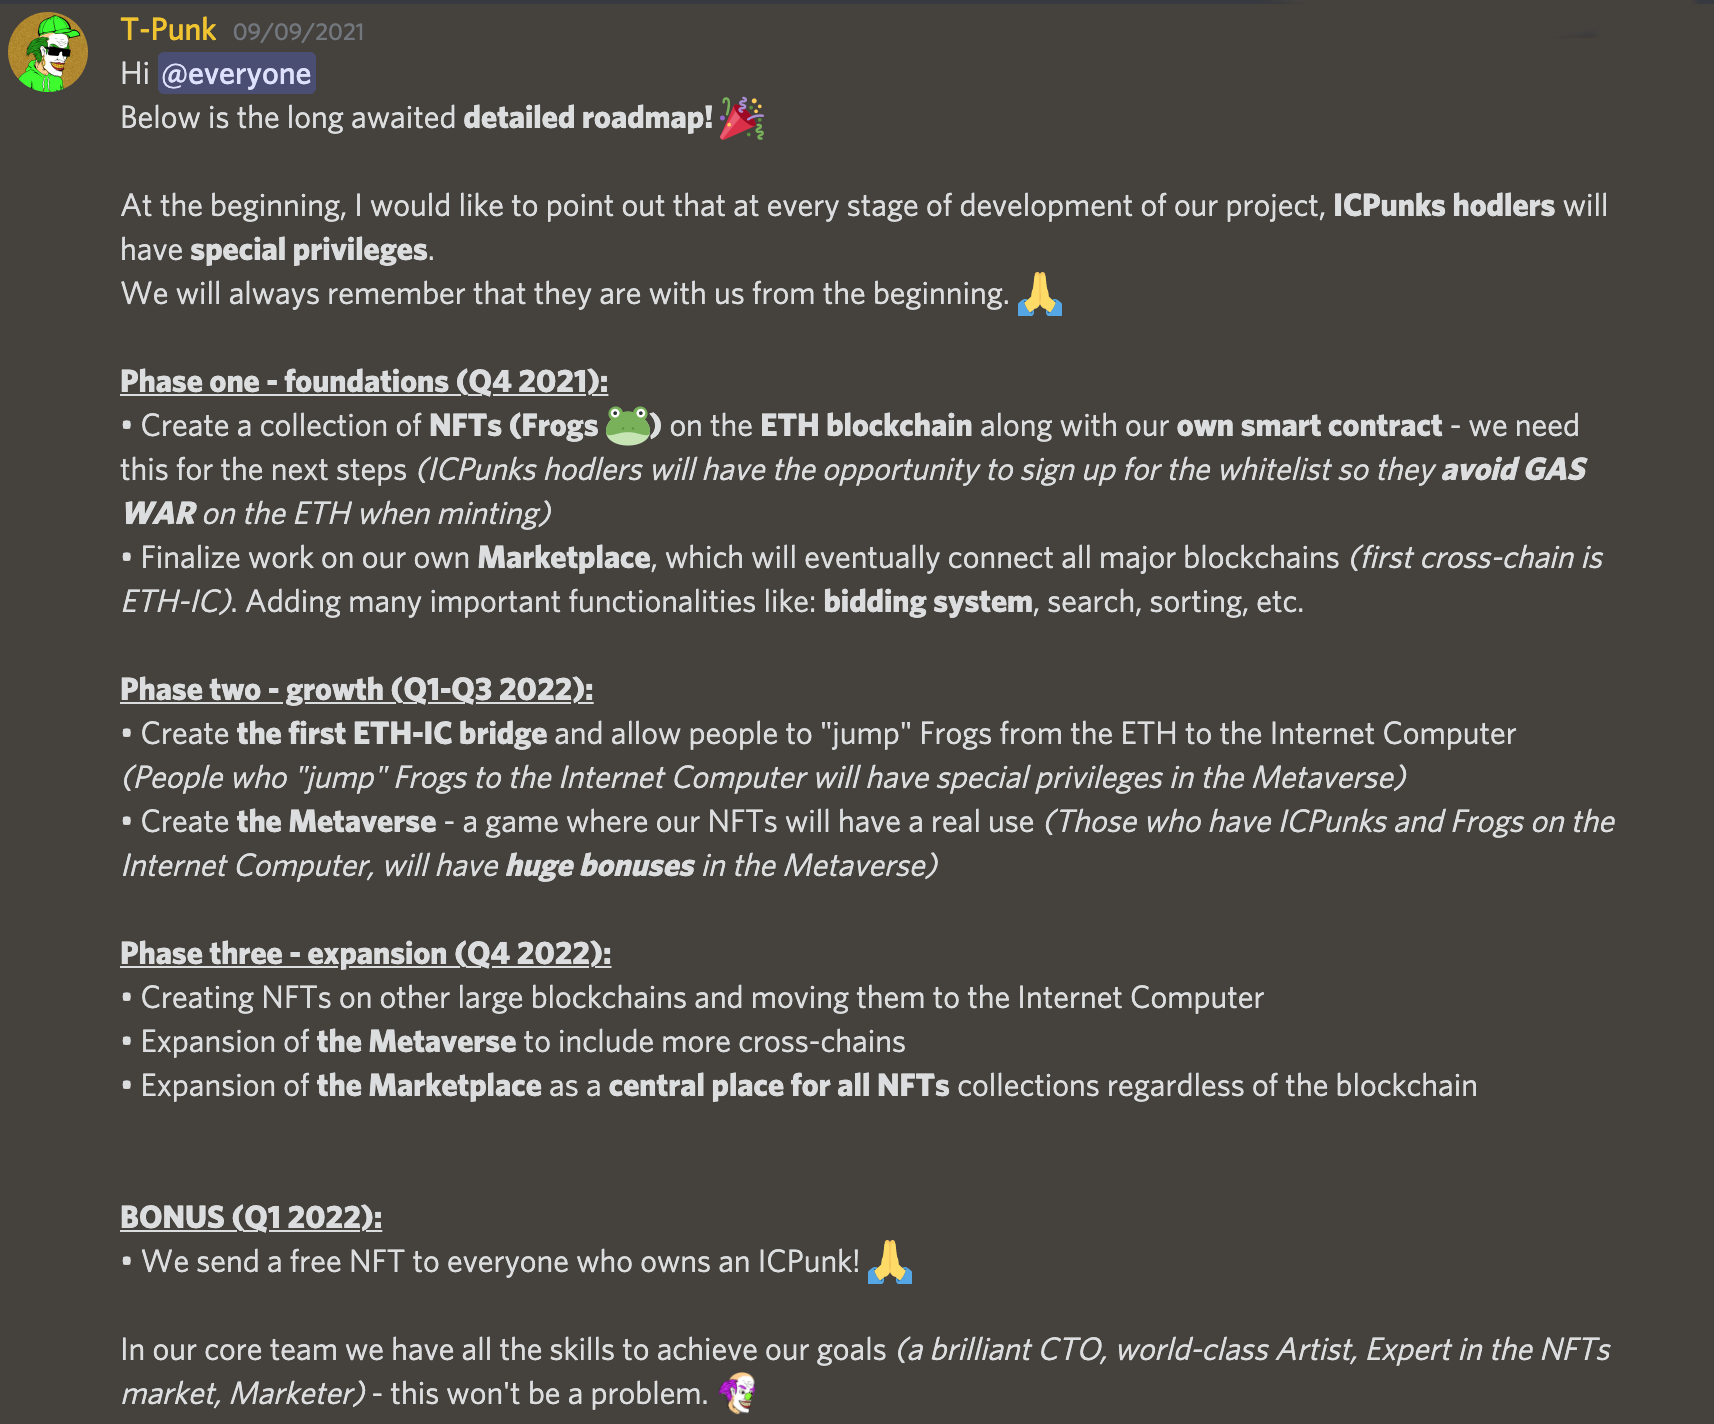 T-Punk 09/09/2021
Hi @everyone
Below is the long awaited detailed roadmap! 🎉
At the beginning, I would like to point out that at every stage of development of our project, ICPunks hodlers will
have special privileges.
We will always remember that they are with us from the beginning. 🙏
Phase one - foundations (Q4 2021):
• Create a collection of NFTs (Frogs 🐸) on the ETH blockchain along with our own smart contract - we need
this for the next steps (ICPunks hodlers will have the opportunity to sign up for the whitelist so they avoid GAS
WAR on the ETH when minting)
• Finalize work on our own Marketplace, which will eventually connect all major blockchains (first cross-chain is
ETH-IC). Adding many important functionalities like: bidding system, search, sorting, etc.
Phase two - growth (Q1-Q3 2022):
• Create the first ETH-IC bridge and allow people to "jump" Frogs from the ETH to the Internet Computer
(People who "jump" Frogs to the Internet Computer will have special privileges in the Metaverse)
• Create the Metaverse - a game where our NFTs will have a real use (Those who have ICPunks and Frogs on the
Internet Computer, will have huge bonuses in the Metaverse)
Phase three - expansion (Q4 2022):
• Creating NFTs on other large blockchains and moving them to the Internet Computer
• Expansion of the Metaverse to include more cross-chains
• Expansion of the Marketplace as a central place for all NFTs collections regardless of the blockchain
BONUS (Q1 2022):
• We send a free NFT to everyone who owns an ICPunk! 🙏
In our core team we have all the skills to achieve our goals (a brilliant CTO, world-class Artist, Expert in the NFTs
market, Marketer) - this won't be a problem.